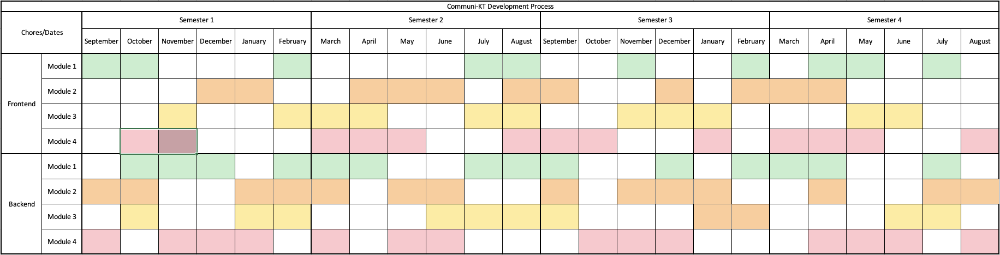 Communi-KT Development Process
Chores/Dates
Semester 1 Semester 2 Semester 3 Semester 4
September October November December January February March April May June July August September October November December January February March April May June July August
Frontend
Module 1
Module 2
Module 3
Module 4
Backend
Module 1
Module 2
Module 3
Module 4